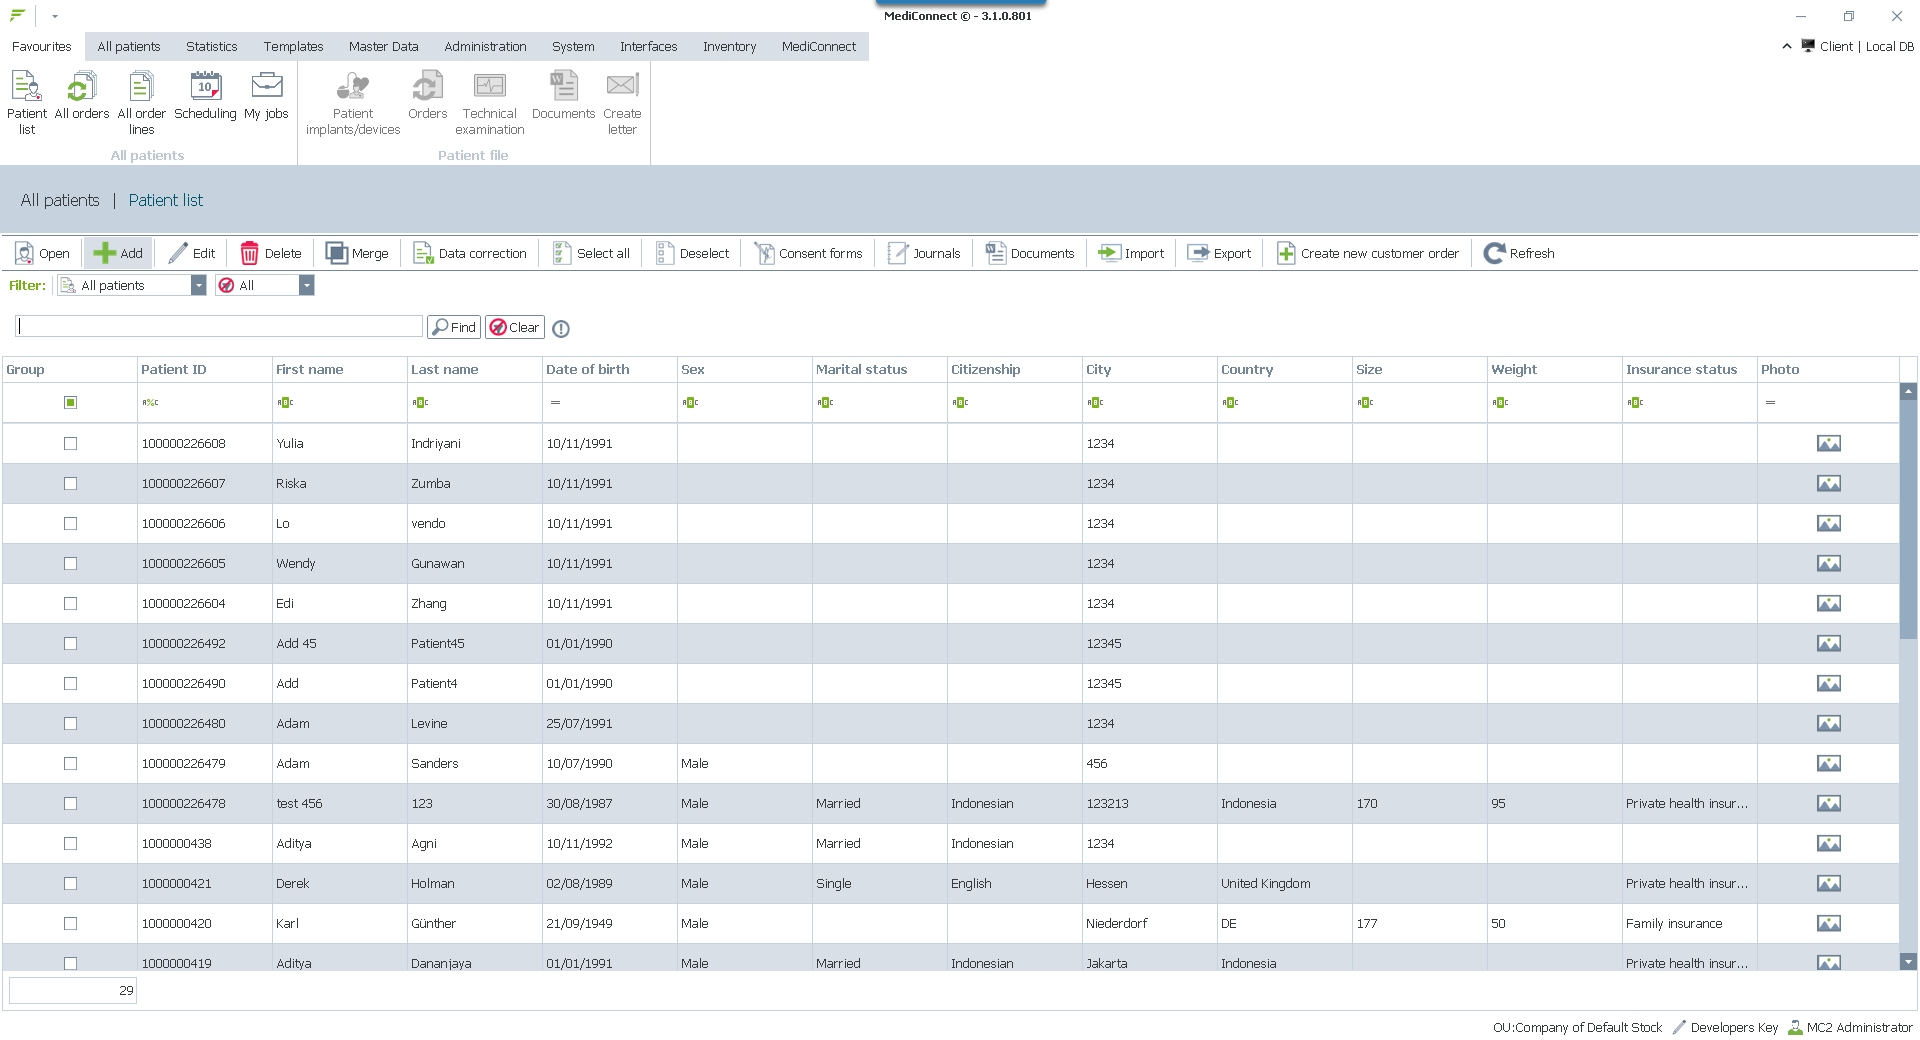 MediConnect © - 3.1.0.801
Favourites All patients Statistics Templates Master Data Administration System Interfaces Inventory MediConnect Client | Local DB
Patient list All orders All order lines Scheduling My jobs Patient implants/devices Orders Technical examination Documents Create letter
All patients Patient file
All patients | Patient list
Open Add Edit Delete Merge Data correction Select all Deselect Consent forms Journals Documents Import Export Create new customer order Refresh
Filter: All patients All
Find Clear
Group Patient ID First name Last name Date of birth Sex Marital status Citizenship City Country Size Weight Insurance status Photo
100000226608 Yulia Indriyani 10/11/1991 1234
100000226607 Riska Zumba 10/11/1991 1234
100000226606 Lo vendo 10/11/1991 1234
100000226605 Wendy Gunawan 10/11/1991 1234
100000226604 Edi Zhang 10/11/1991 1234
100000226492 Add 45 Patient45 01/01/1990 12345
100000226490 Add Patient4 01/01/1990 12345
100000226480 Adam Levine 25/07/1991 1234
100000226479 Adam Sanders 10/07/1990 Male 456
100000226478 test 456 123 30/08/1987 Male Married Indonesian 123213 Indonesia 170 95 Private health insur...
1000000438 Aditya Agni 10/11/1992 Male Married Indonesian 1234
1000000421 Derek Holman 02/08/1989 Male Single English Hessen United Kingdom Private health insur...
1000000420 Karl Günther 21/09/1949 Male Niederdorf DE 177 50 Family insurance
1000000419 Aditya Dananjaya 01/01/1991 Male Married Indonesian Jakarta Indonesia Private health insur...
29
OU:Company of Default Stock Developers Key MC2 Administrator